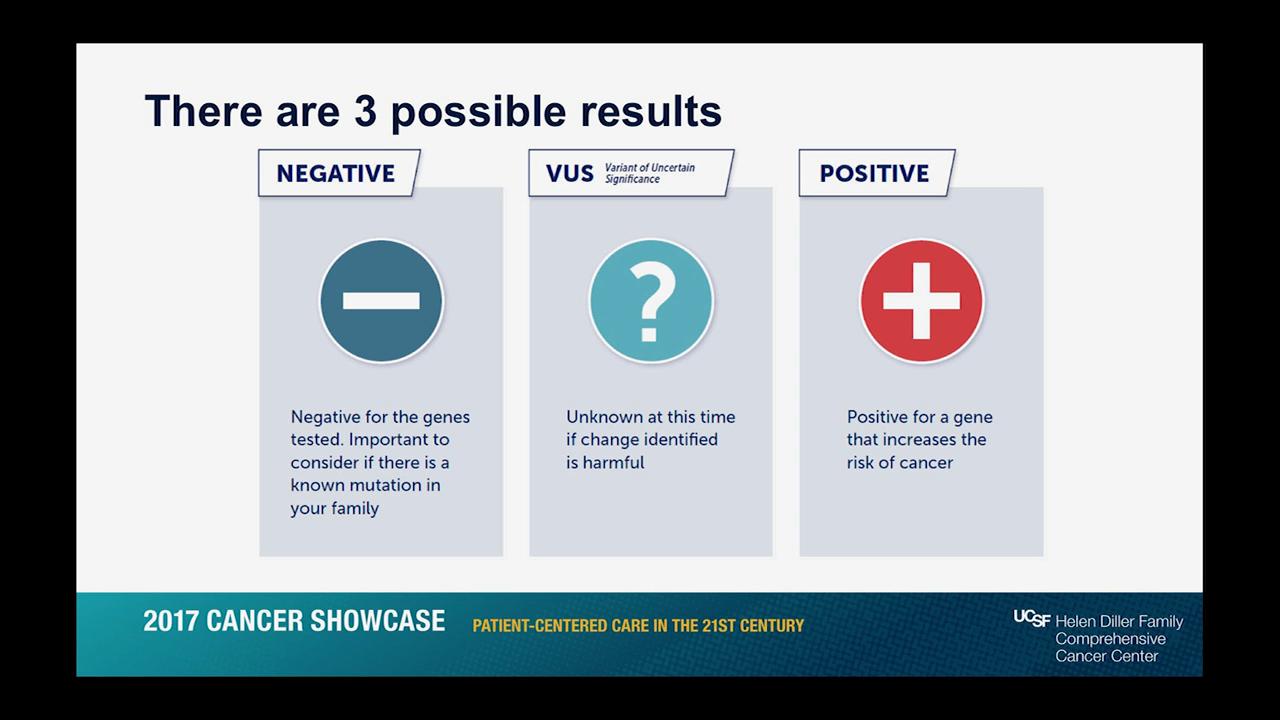 There are 3 possible results
NEGATIVE
Negative for the genes
tested. Important to
consider if there is a
known mutation in
your family
VUS
Variant of Uncertain
Significance
Unknown at this time
if change identified
is harmful
POSITIVE
Positive for a gene
that increases the
risk of cancer
2017 CANCER SHOWCASE
PATIENT-CENTERED CARE IN THE 21ST CENTURY
UCSF Helen Diller Family
Comprehensive
Cancer Center